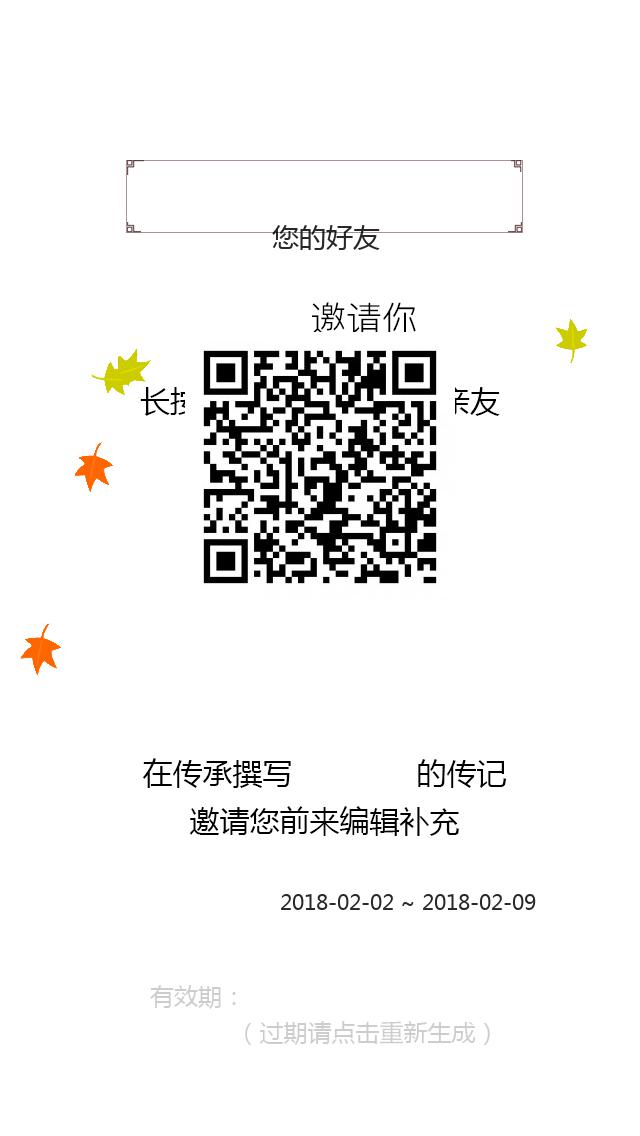 您的好友
邀请你
长按 亲友
在传承撰写 的传记
邀请您前来编辑补充
2018-02-02 ~ 2018-02-09
有效期：
（过期请点击重新生成）